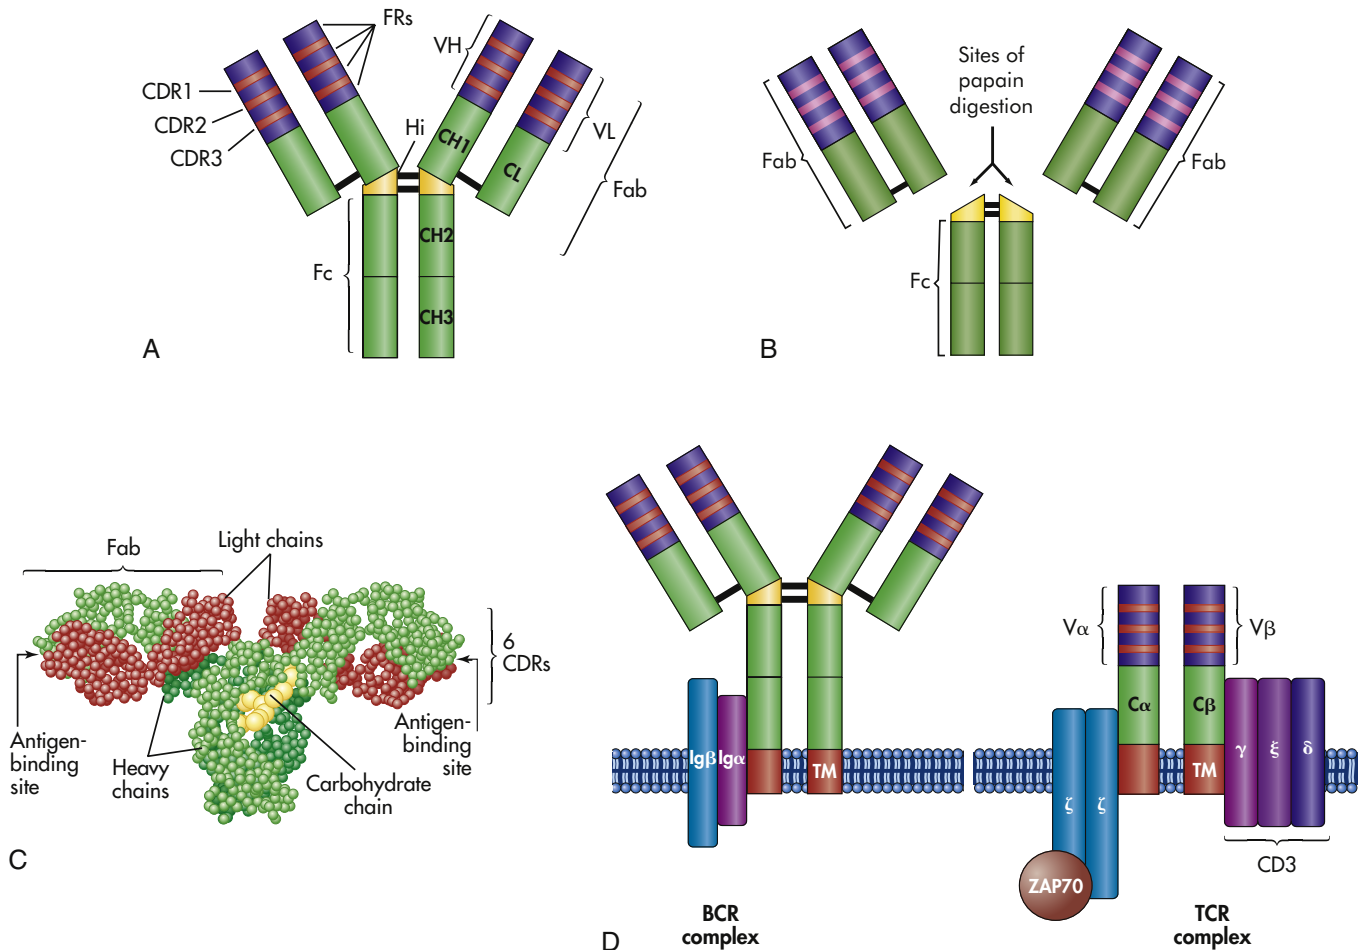 FRs
VH
CDR1
CDR2
CDR3
Hi
CH1
VL
CL
Fab
CH2
Fc
CH3
A
Sites of
papain
digestion
Fab
Fab
Fc
B
Fab
Light chains
6
CDRs
Antigen-
binding
site
Heavy
chains
Carbohydrate
chain
Antigen-
binding
site
C
Igβ
Igα
TM
BCR
complex
Vα
Vβ
Cα
Cβ
TM
γ
ξ
δ
ζ
ζ
CD3
ZAP70
TCR
complex
D